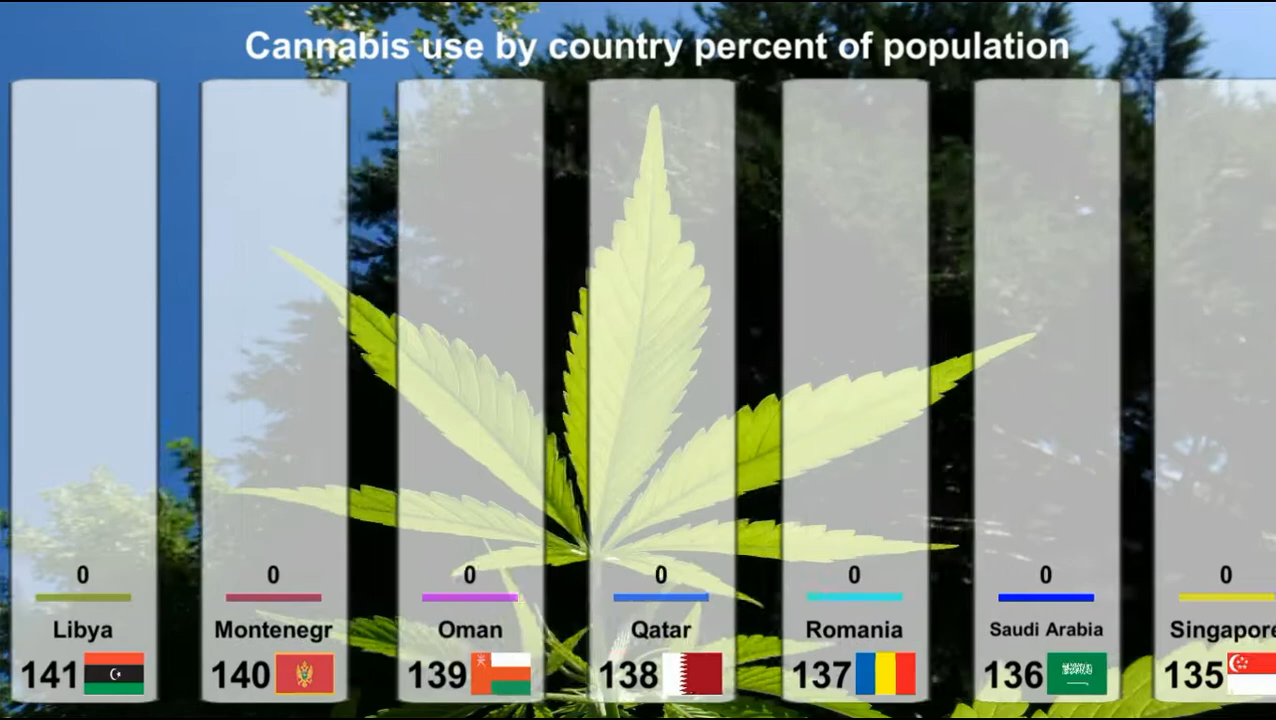 Cannabis use by country percent of population
0 0 0 0 0 0 0
Libya Montenegr Oman Qatar Romania Saudi Arabia Singapore
141 140 139 138 137 136 135